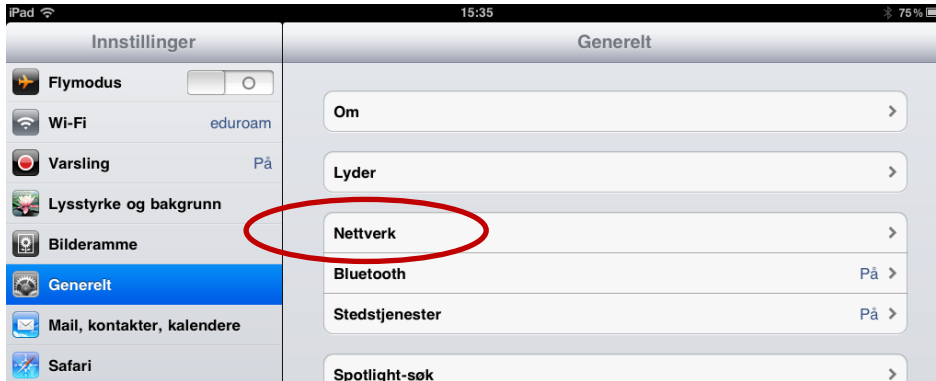 iPad 15:35 75%
Innstillinger
Flymodus
Wi-Fi eduroam
Varsling På
Lysstyrke og bakgrunn
Bilderamme
Generelt
Mail, kontakter, kalendere
Safari
Generelt
Om
Lyder
Nettverk
Bluetooth På
Stedstjenester På
Spotlight-søk